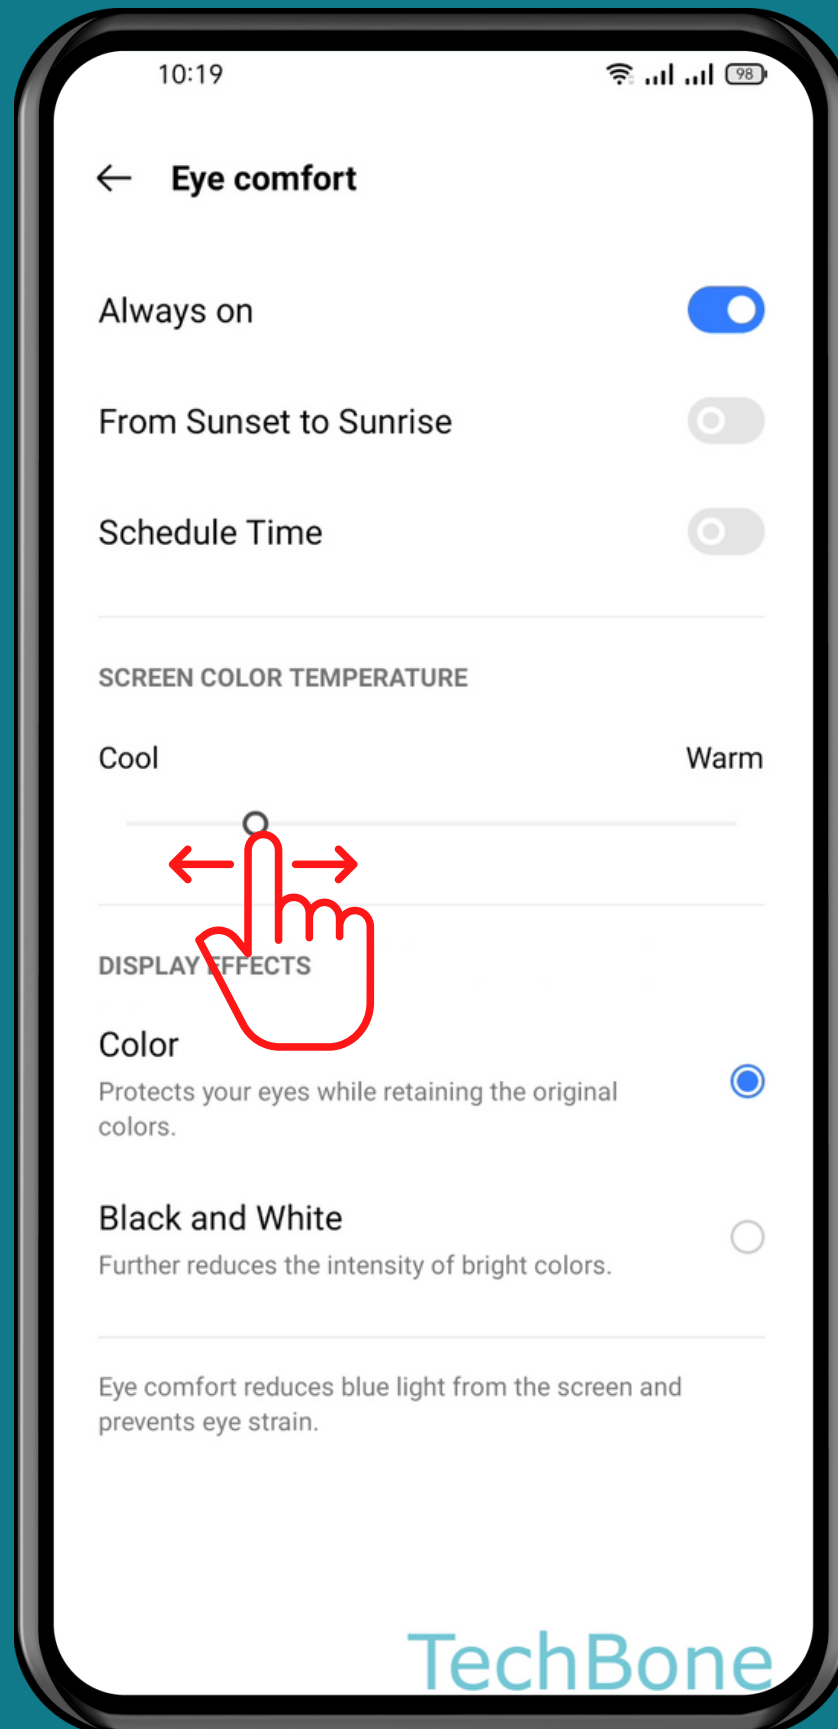 10:19
98
Eye comfort
Always on
From Sunset to Sunrise
Schedule Time
SCREEN COLOR TEMPERATURE
Cool Warm
DISPLAY EFFECTS
Color
Protects your eyes while retaining the original
colors.
Black and White
Further reduces the intensity of bright colors.
Eye comfort reduces blue light from the screen and
prevents eye strain.
TechBone